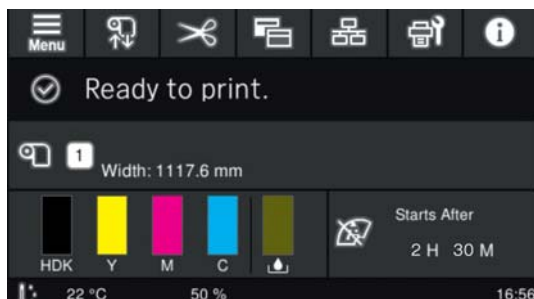 Menu
Ready to print.
1
Width: 1117.6 mm
HDK Y M C
Starts After
2 H 30 M
22 °C 50 % 16:56